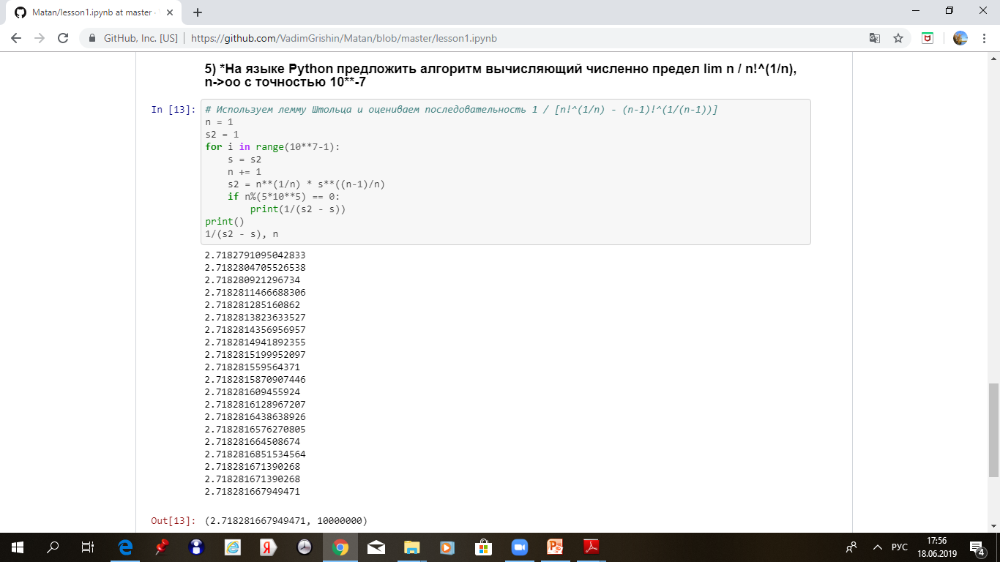 Matan/lesson1.ipynb at master ·
GitHub, Inc. [US] | https://github.com/VadimGrishin/Matan/blob/master/lesson1.ipynb
5) *На языке Python предложить алгоритм вычисляющий численно предел lim n / n!^(1/n),
n->oo с точностью 10**-7
In [13]:
# Используем лемму Штольца и оцениваем последовательность 1 / [n!^(1/n) - (n-1)!^(1/(n-1))]
n = 1
s2 = 1
for i in range(10**7-1):
    s = s2
    n += 1
    s2 = n**(1/n) * s**((n-1)/n)
    if n%(5*10**5) == 0:
        print(1/(s2 - s))
print()
1/(s2 - s), n
2.7182791095042833
2.7182804705526538
2.718280921296734
2.7182811466688306
2.718281285160862
2.7182813823633527
2.7182814356956957
2.7182814941892355
2.7182815199952097
2.718281559564371
2.7182815870907446
2.718281609455924
2.7182816128967207
2.7182816438638926
2.7182816576270805
2.718281664508674
2.7182816851534564
2.718281671390268
2.718281671390268
2.718281667949471
Out[13]: (2.718281667949471, 10000000)
РУС
17:56
18.06.2019
4